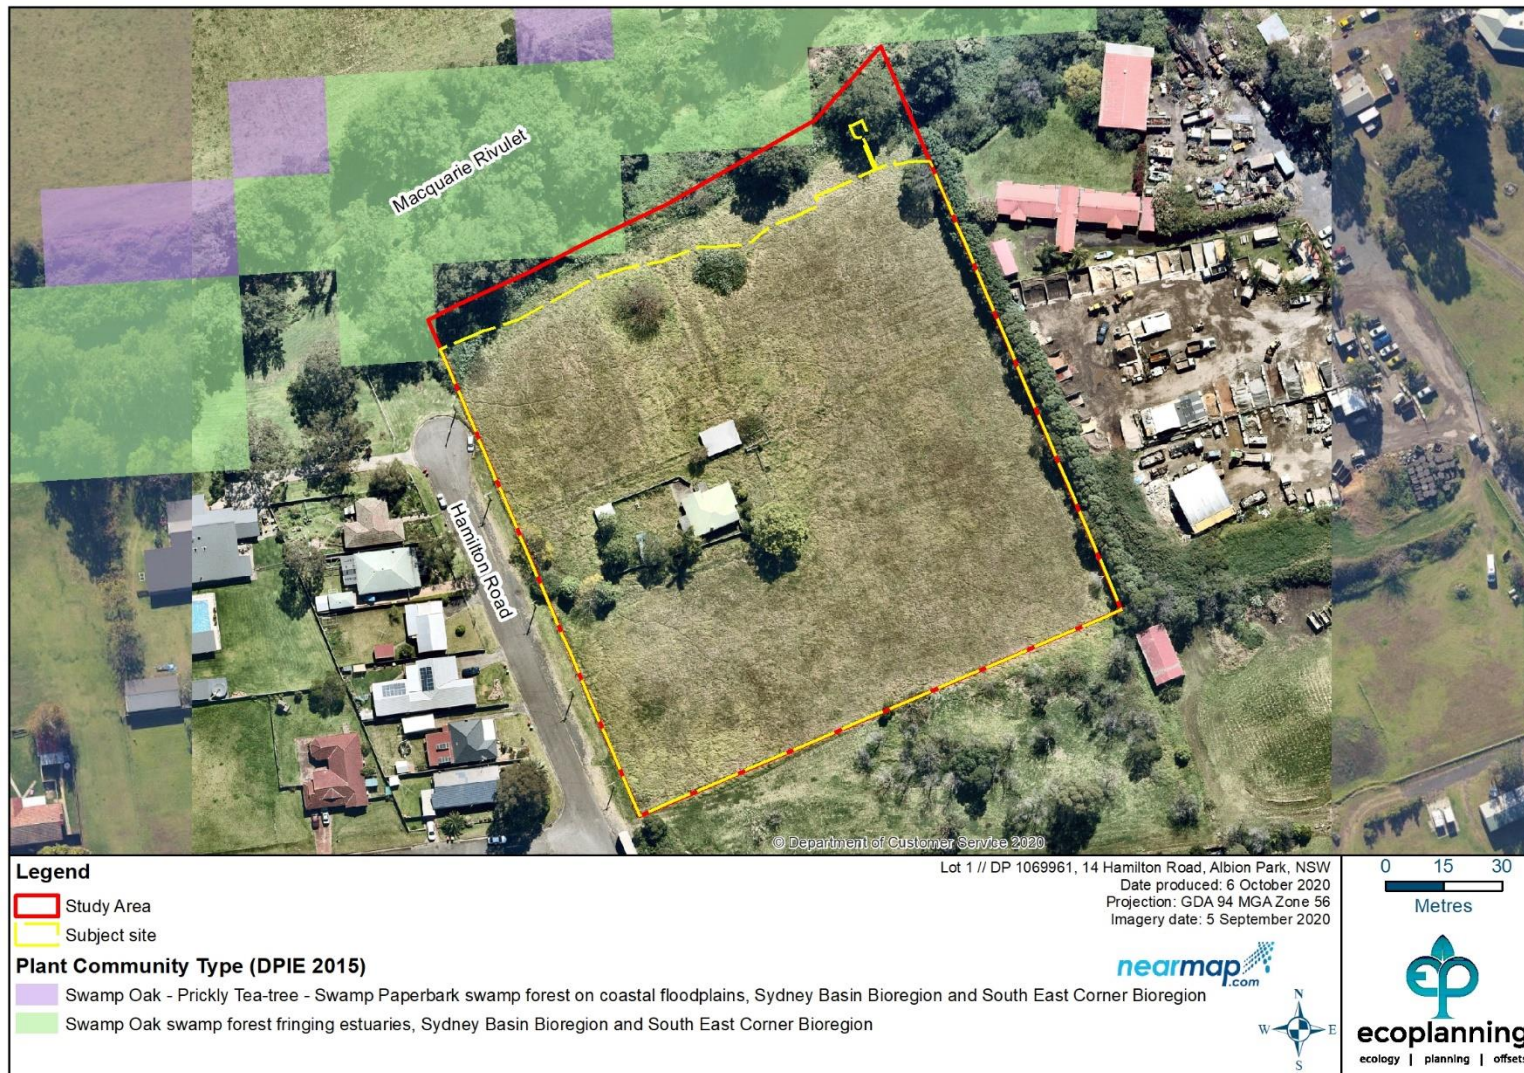 Macquarie Rivulet
Hamilton Road
© Department of Customer Service 2020
Legend
Study Area
Subject site
Plant Community Type (DPIE 2015)
Swamp Oak - Prickly Tea-tree - Swamp Paperbark swamp forest on coastal floodplains, Sydney Basin Bioregion and South East Corner Bioregion
Swamp Oak swamp forest fringing estuaries, Sydney Basin Bioregion and South East Corner Bioregion
Lot 1 // DP 1069961, 14 Hamilton Road, Albion Park, NSW
Date produced: 6 October 2020
Projection: GDA 94 MGA Zone 56
Imagery date: 5 September 2020
nearmap
.com
N
W E
S
0 15 30
Metres
ep
ecoplanning
ecology | planning | offsets